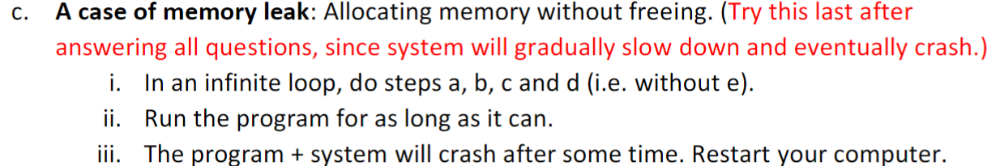 c. A case of memory leak: Allocating memory without freeing. (Try this last after
answering all questions, since system will gradually slow down and eventually crash.)
i. In an infinite loop, do steps a, b, c and d (i.e. without e).
ii. Run the program for as long as it can.
iii. The program + system will crash after some time. Restart your computer.